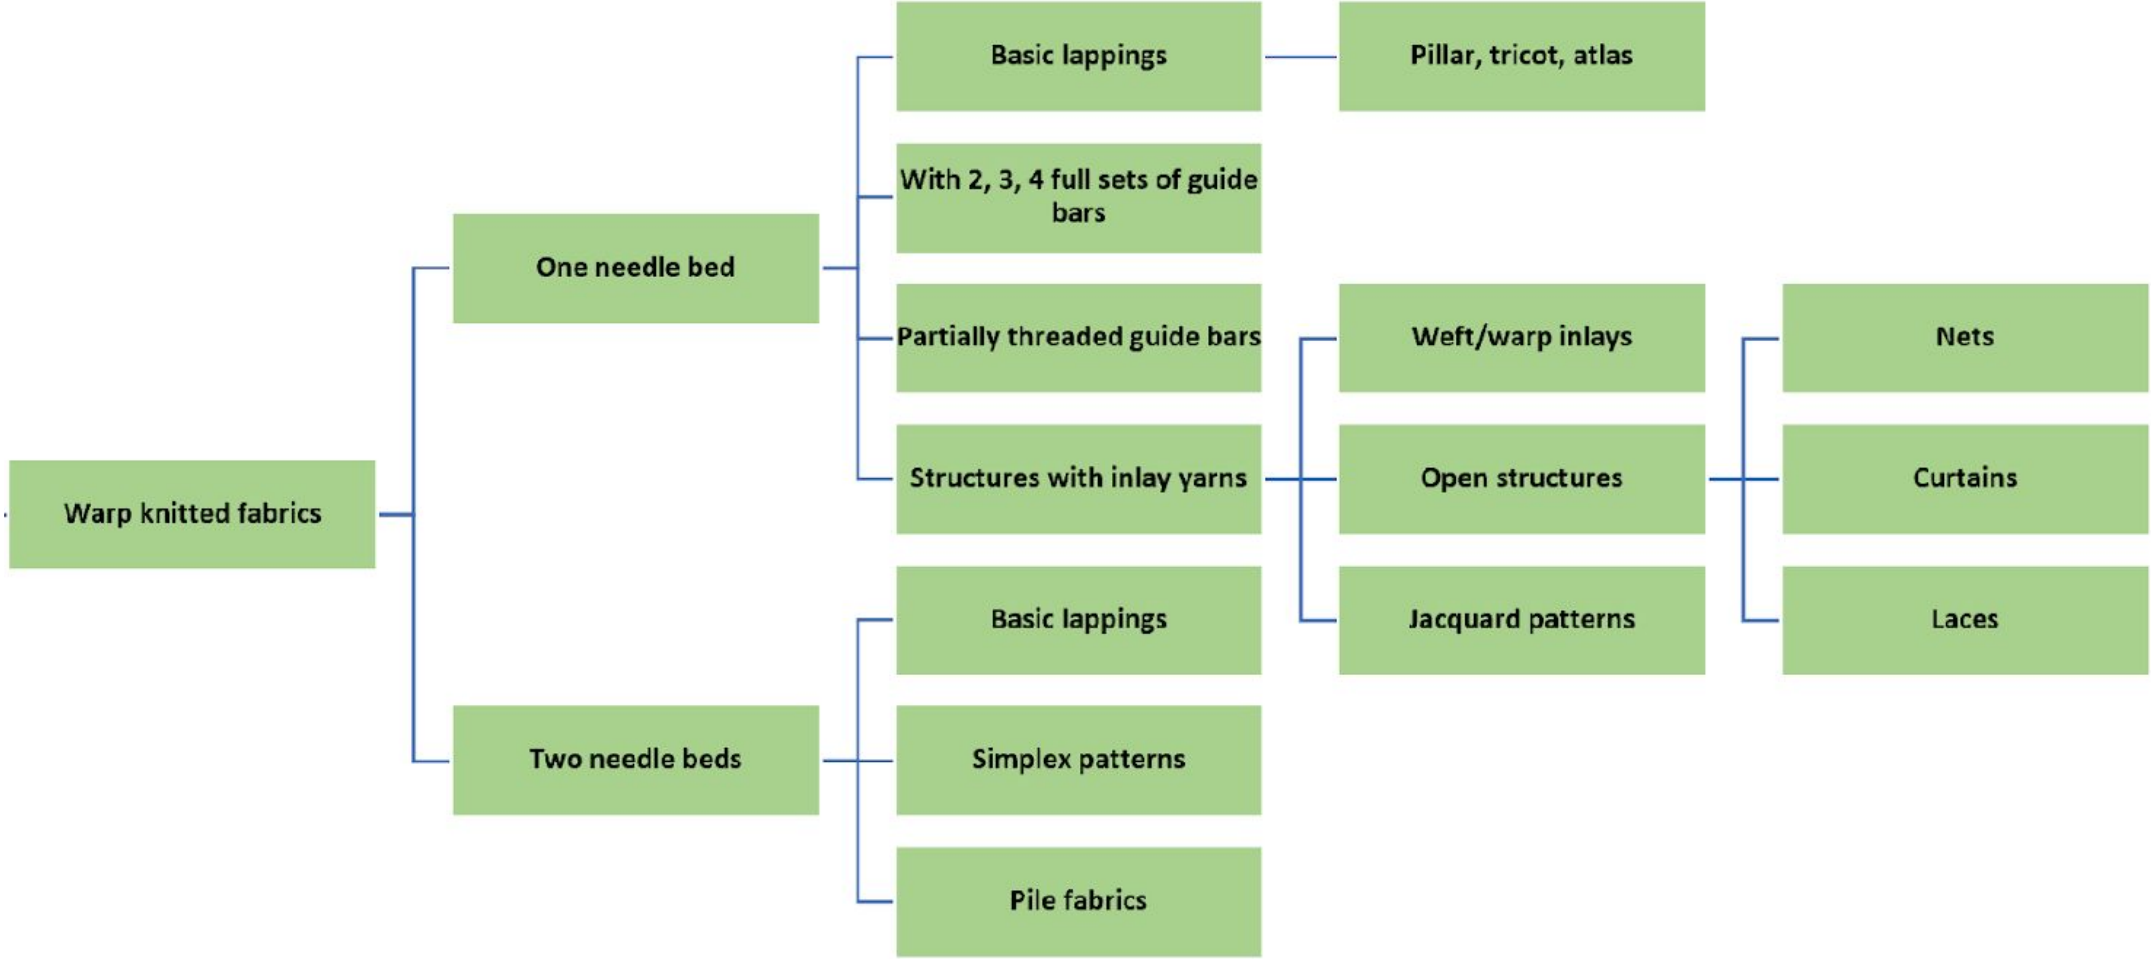 Basic lappings
Pillar, tricot, atlas
With 2, 3, 4 full sets of guide
bars
One needle bed
Partially threaded guide bars
Weft/warp inlays
Nets
Structures with inlay yarns
Open structures
Curtains
Warp knitted fabrics
Basic lappings
Jacquard patterns
Laces
Two needle beds
Simplex patterns
Pile fabrics